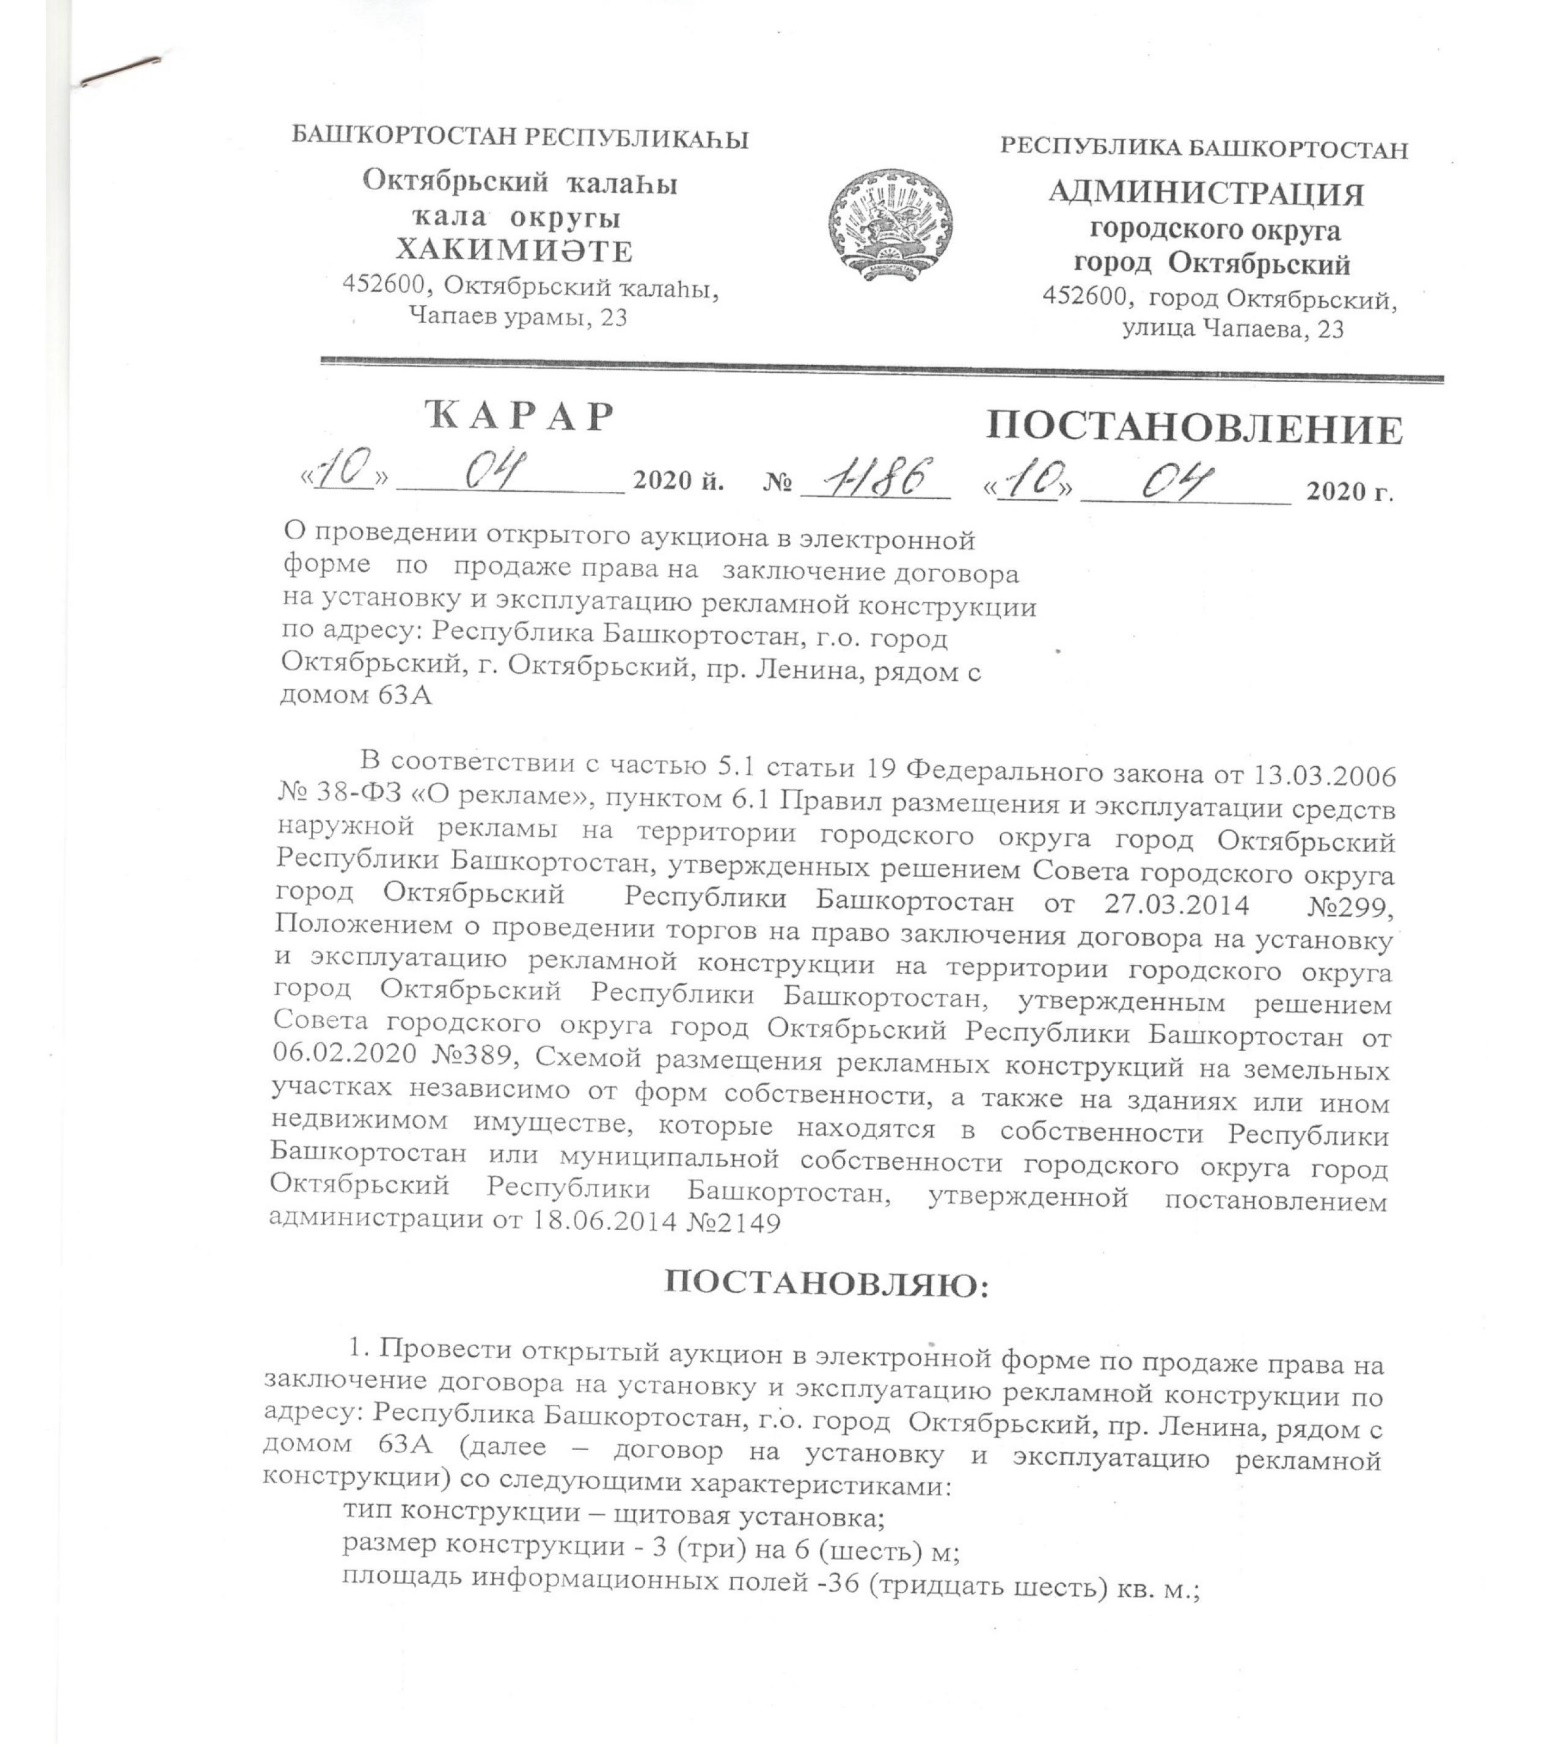 БАШҠОРТОСТАН РЕСПУБЛИКАҺЫ
Октябрьский ҡалаҺы
ҡала округы
ХАКИМИӘТЕ
452600, Октябрьский ҡалаһы,
Чапаев урамы, 23
РЕСПУБЛИКА БАШКОРТОСТАН
АДМИНИСТРАЦИЯ
городского округа
город Октябрьский
452600, город Октябрьский,
улица Чапаева, 23
ҠАРАР
ПОСТАНОВЛЕНИЕ
«10» 04 2020 й. № 1186 «10» 04 2020 г.
О проведении открытого аукциона в электронной
форме по продаже права на заключение договора
на установку и эксплуатацию рекламной конструкции
по адресу: Республика Башкортостан, г.о. город
Октябрьский, г. Октябрьский, пр. Ленина, рядом с
домом 63А
В соответствии с частью 5.1 статьи 19 Федерального закона от 13.03.2006
№ 38-ФЗ «О рекламе», пунктом 6.1 Правил размещения и эксплуатации средств
наружной рекламы на территории городского округа город Октябрьский
Республики Башкортостан, утвержденных решением Совета городского округа
город Октябрьский Республики Башкортостан от 27.03.2014 №299,
Положением о проведении торгов на право заключения договора на установку
и эксплуатацию рекламной конструкции на территории городского округа
город Октябрьский Республики Башкортостан, утвержденным решением
Совета городского округа город Октябрьский Республики Башкортостан от
06.02.2020 №389, Схемой размещения рекламных конструкций на земельных
участках независимо от форм собственности, а также на зданиях или ином
недвижимом имуществе, которые находятся в собственности Республики
Башкортостан или муниципальной собственности городского округа город
Октябрьский Республики Башкортостан, утвержденной постановлением
администрации от 18.06.2014 №2149
ПОСТАНОВЛЯЮ:
1. Провести открытый аукцион в электронной форме по продаже права на
заключение договора на установку и эксплуатацию рекламной конструкции по
адресу: Республика Башкортостан, г.о. город Октябрьский, пр. Ленина, рядом с
домом 63А (далее – договор на установку и эксплуатацию рекламной
конструкции) со следующими характеристиками:
тип конструкции – щитовая установка;
размер конструкции - 3 (три) на 6 (шесть) м;
площадь информационных полей -36 (тридцать шесть) кв. м.;